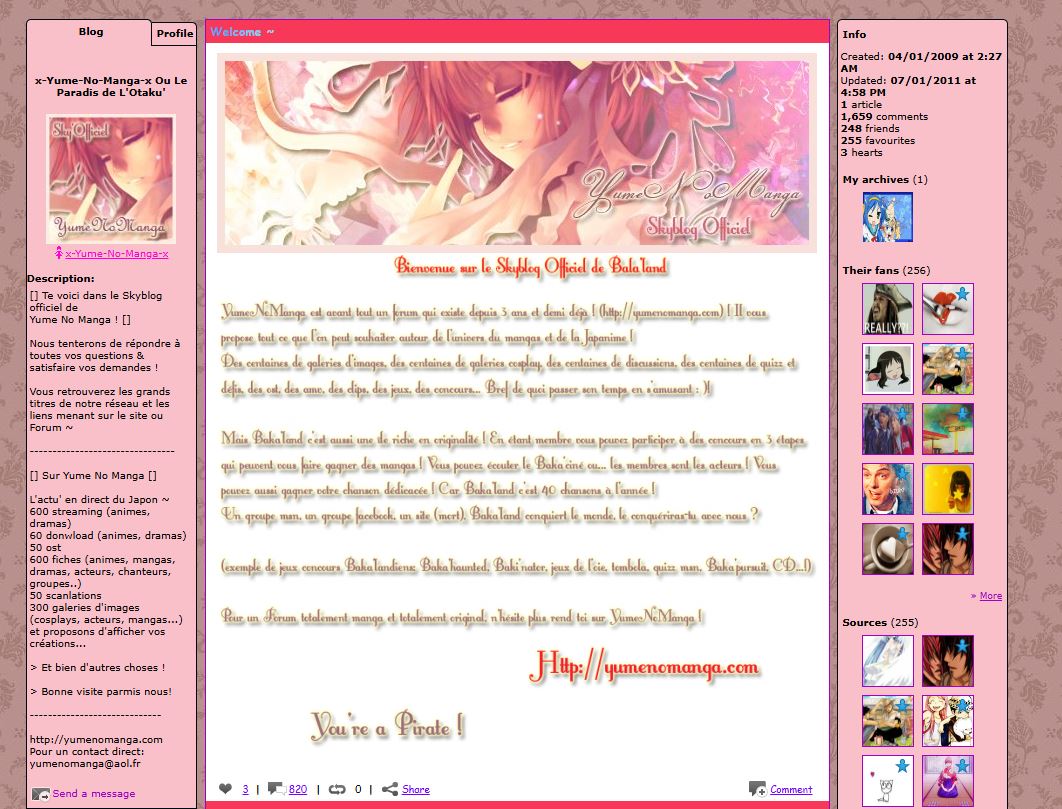 Blog
Profile
x-Yume-No-Manga-x Ou Le
Paradis de L'Otaku'
Sky'Officiel
YumeNoManga
x-Yume-No-Manga-x
Description:
[] Te voici dans le Skyblog
officiel de
Yume No Manga ! []
Nous tenterons de répondre à
toutes vos questions &
satisfaire vos demandes !
Vous retrouverez les grands
titres de notre réseau et les
liens menant sur le site ou
Forum ~
--------------------------------
[] Sur Yume No Manga []
L'actu' en direct du Japon ~
600 streaming (animes,
dramas)
60 donwload (animes, dramas)
50 ost
600 fiches (animes, mangas,
dramas, acteurs, chanteurs,
groupes..)
50 scanlations
300 galeries d'images
(cosplays, acteurs, mangas...)
et proposons d'afficher vos
créations...
> Et bien d'autres choses !
> Bonne visite parmis nous!
-----------------------------
http://yumenomanga.com
Pour un contact direct:
yumenomanga@aol.fr
Send a message
Welcome ~
YumeNoManga
Skyblog Officiel
Bienvenue sur le Skyblog Officiel de Baka'land
YumeNoManga est avant tout un forum qui existe depuis 3 ans et demi déjà ! (http://yumenomanga.com) ! Il vous
propose tout ce que l'on peut souhaiter autour de l'univers du mangas et de la Japanime !
Des centaines de galeries d'images, des centaines de galeries cosplay, des centaines de discussions, des centaines de quizz et
défis, des ost, des amv, des clips, des jeux, des concours... Bref de quoi passer son temps en s'amusant : )!
Mais Baka'land c'est aussi une île riche en originalité ! En étant membre vous pouvez participer à des concours en 3 étapes
qui peuvent vous faire gagner des mangas ! Vous pouvez écouter le Baka'ciné ou... les membres sont les acteurs ! Vous
pouvez aussi gagner votre chanson dédicacée ! Car Baka'land c'est 40 chansons à l'année !
Un groupe msn, un groupe facebook, un site (mort), Baka'land conquiert le monde, le conquériras-tu avec nous ?
(exemple de jeux concours Baka'landiens: Baka'haunted, Baki'nator, jeux de l'oie, tombola, quizz msn, Baka'pursuit, CD...!)
Pour un Forum totalement manga et totalement original, n'hésite plus rend toi sur YumeNoManga !
Http://yumenomanga.com
You're a Pirate !
3 | 820 | 0 | Share
Comment
Info
Created: 04/01/2009 at 2:27
AM
Updated: 07/01/2011 at
4:58 PM
1 article
1,659 comments
248 friends
255 favourites
3 hearts
My archives (1)
Their fans (256)
REALLY?!
» More
Sources (255)